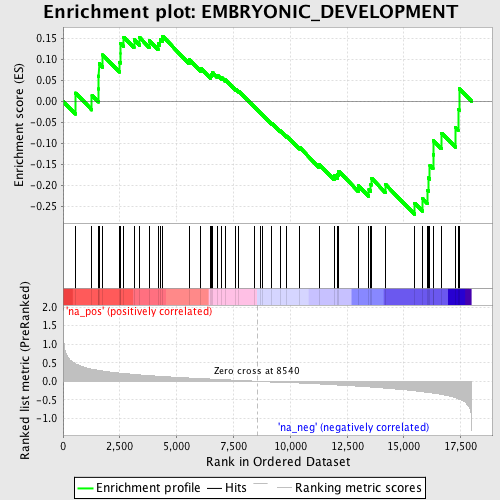 Enrichment plot: EMBRYONIC_DEVELOPMENT
Enrichment score (ES)
0.15
0.10
0.05
0.00
-0.05
-0.10
-0.15
-0.20
-0.25
'na_pos' (positively correlated)
Ranked list metric (PreRanked)
2.0
1.5
1.0
0.5
0.0
-0.5
-1.0
Zero cross at 8540
'na_neg' (negatively correlated)
0 2,500 5,000 7,500 10,000 12,500 15,000 17,500
Rank in Ordered Dataset
Enrichment profile Hits Ranking metric scores